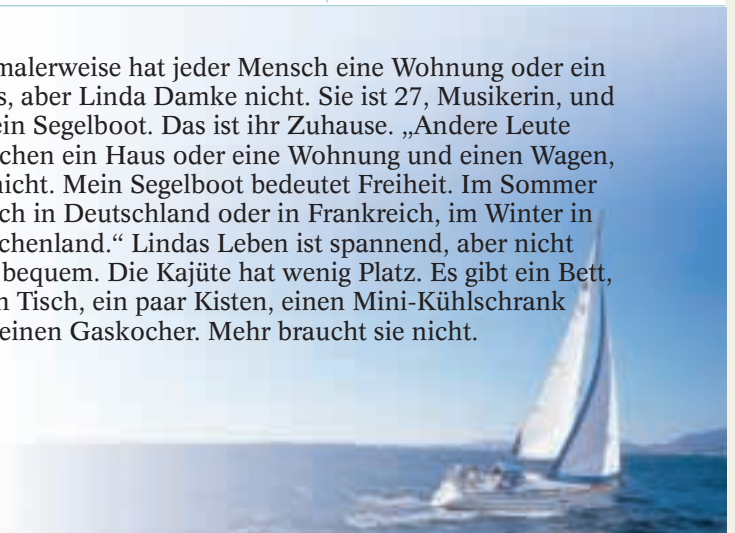 malerweise hat jeder Mensch eine Wohnung oder ein
s, aber Linda Damke nicht. Sie ist 27, Musikerin, und
ein Segelboot. Das ist ihr Zuhause. „Andere Leute
chen ein Haus oder eine Wohnung und einen Wagen,
nicht. Mein Segelboot bedeutet Freiheit. Im Sommer
ch in Deutschland oder in Frankreich, im Winter in
chenland.“ Lindas Leben ist spannend, aber nicht
bequem. Die Kajüte hat wenig Platz. Es gibt ein Bett,
n Tisch, ein paar Kisten, einen Mini-Kühlschrank
einen Gaskocher. Mehr braucht sie nicht.